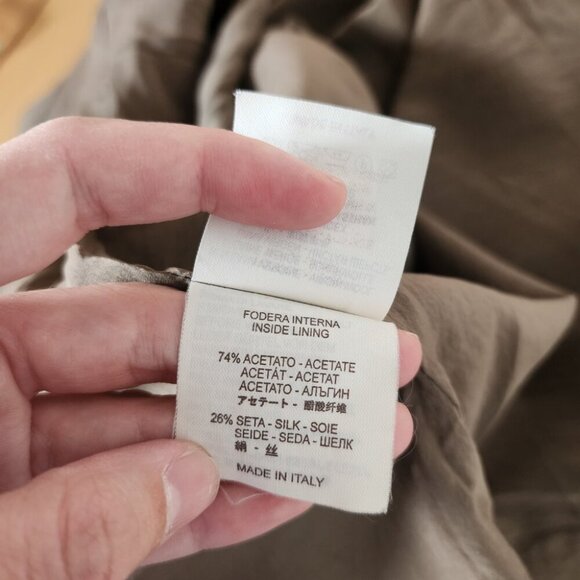 FODERA INTERNA
INSIDE LINING
74% ACETATO - ACETATE
ACETÁT - ACETAT
ACETATO - АЛЪГИН
アセテート - 醋酸纤维
26% SETA - SILK - SOIE
SEIDE - SEDA - ШЕЛК
絹 - 丝
MADE IN ITALY